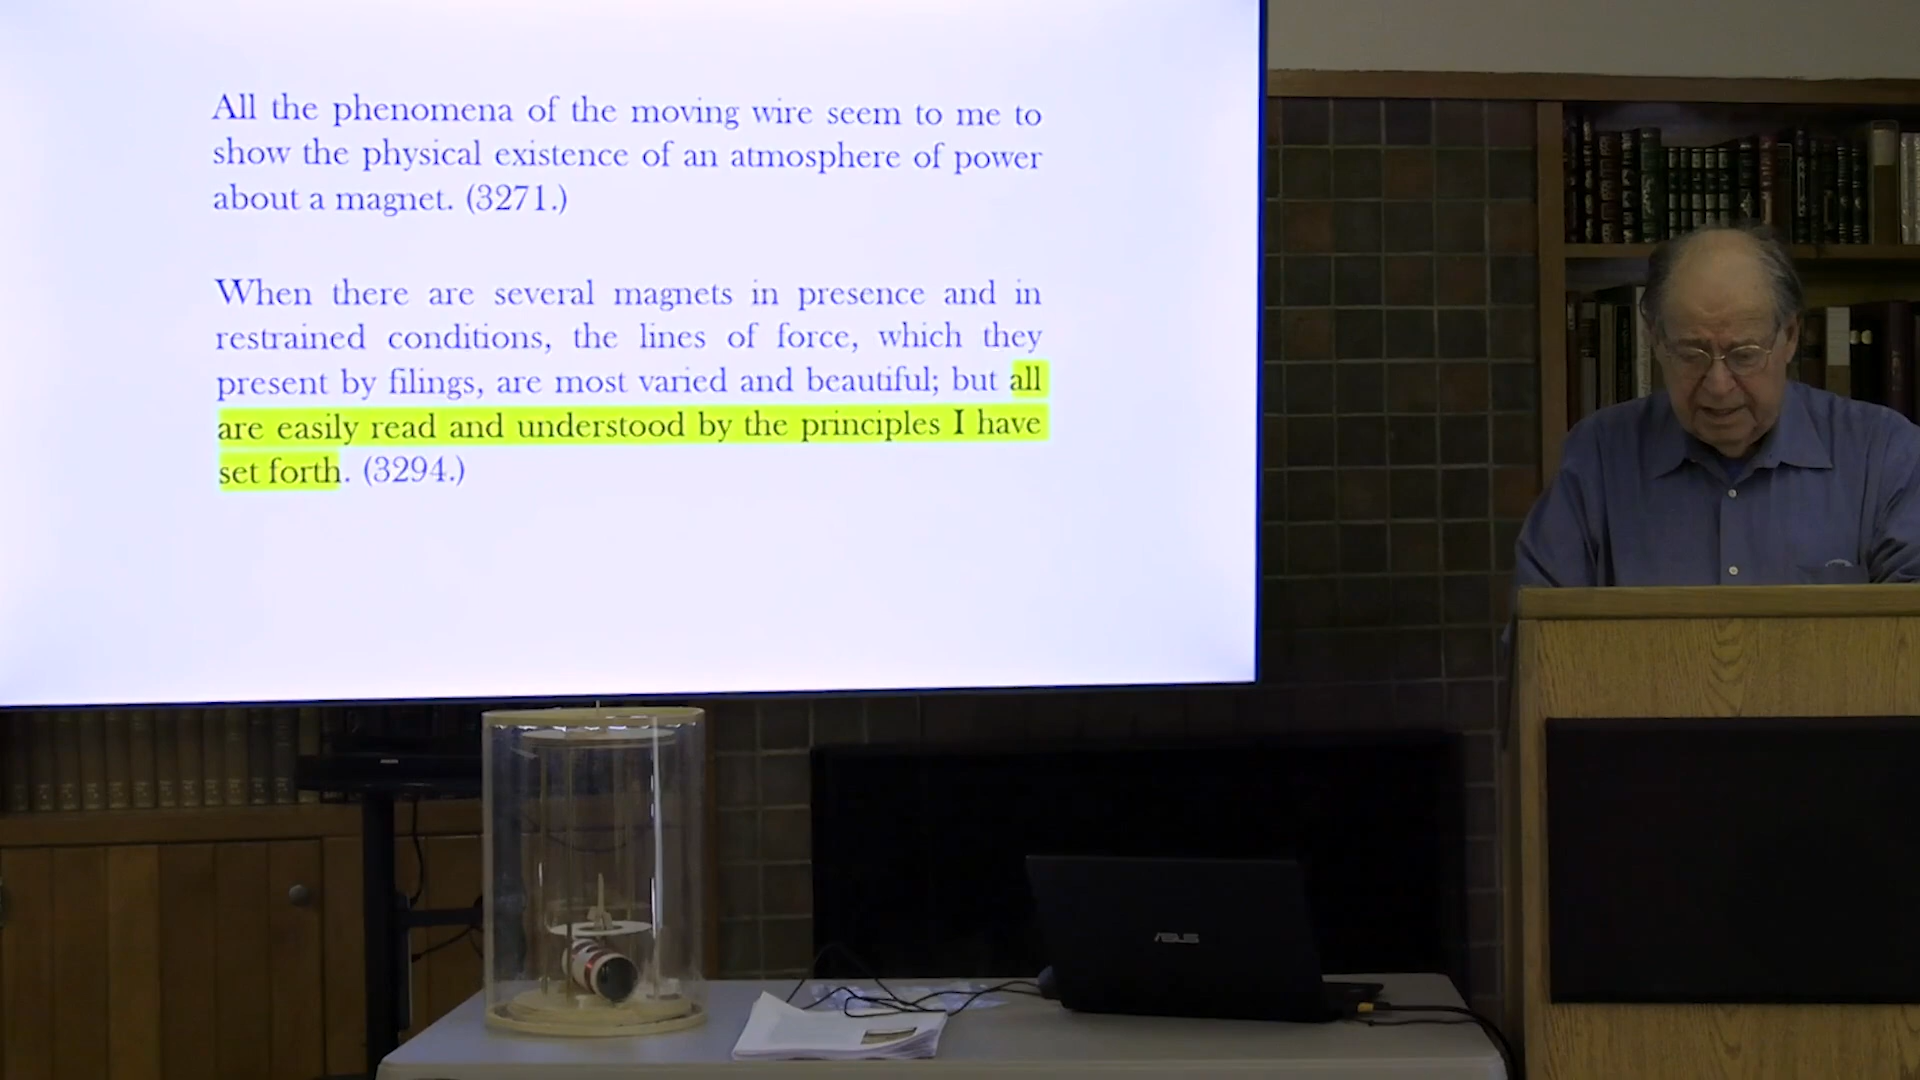 All the phenomena of the moving wire seem to me to
show the physical existence of an atmosphere of power
about a magnet. (3271.)
When there are several magnets in presence and in
restrained conditions, the lines of force, which they
present by filings, are most varied and beautiful; but all
are easily read and understood by the principles I have
set forth. (3294.)
ASUS